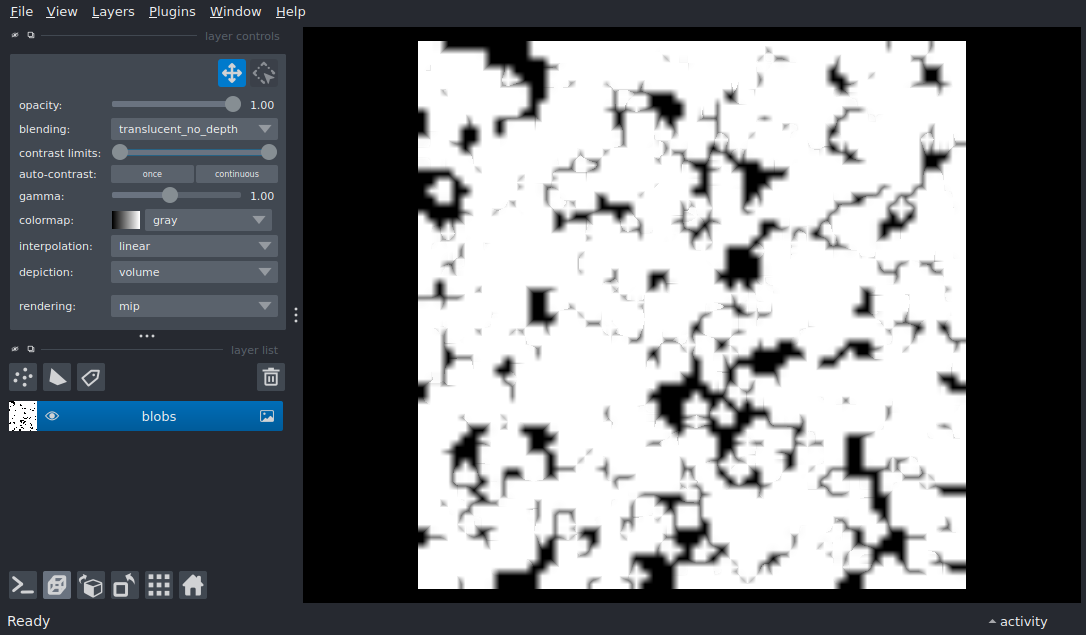 File View Layers Plugins Window Help
layer controls
opacity: 1.00
blending: translucent_no_depth
contrast limits:
auto-contrast: once continuous
gamma: 1.00
colormap: gray
interpolation: linear
depiction: volume
rendering: mip
layer list
blobs
Ready activity